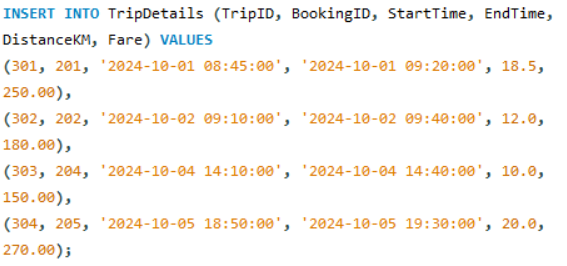 INSERT INTO TripDetails (TripID, BookingID, StartTime, EndTime,
DistanceKM, Fare) VALUES
(301, 201, '2024-10-01 08:45:00', '2024-10-01 09:20:00', 18.5,
250.00),
(302, 202, '2024-10-02 09:10:00', '2024-10-02 09:40:00', 12.0,
180.00),
(303, 204, '2024-10-04 14:10:00', '2024-10-04 14:40:00', 10.0,
150.00),
(304, 205, '2024-10-05 18:50:00', '2024-10-05 19:30:00', 20.0,
270.00);